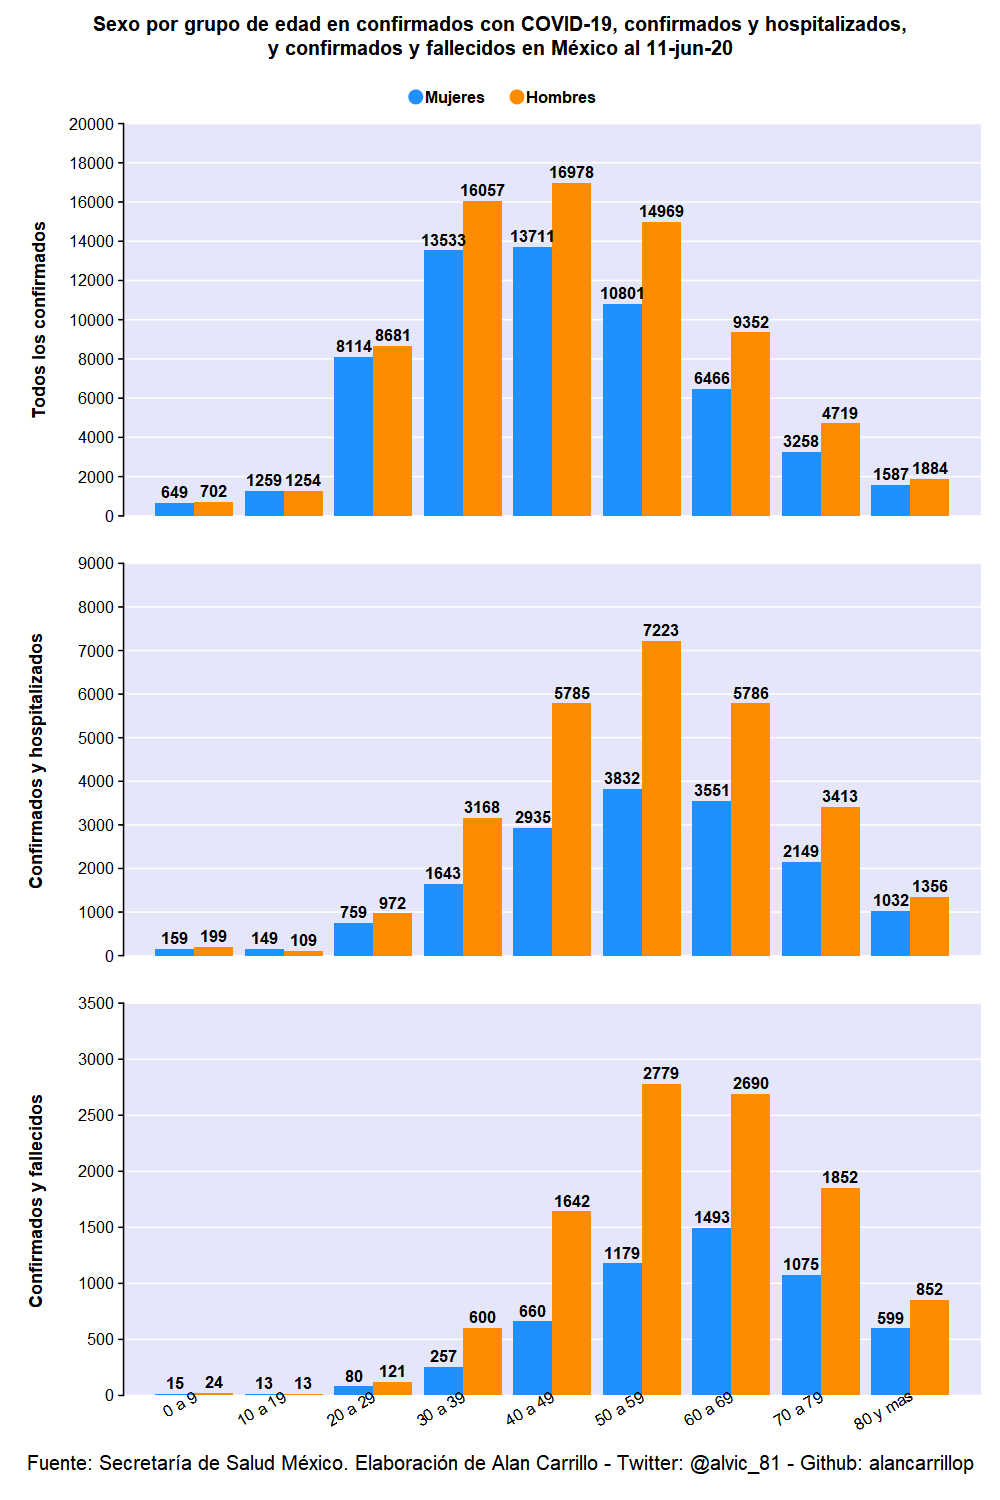 Sexo por grupo de edad en confirmados con COVID-19, confirmados y hospitalizados,
y confirmados y fallecidos en México al 11-jun-20
Mujeres Hombres
Todos los confirmados
20000
18000
16000
14000
12000
10000
8000
6000
4000
2000
0
649 702 1259 1254 8114 8681 13533 16057 13711 16978 10801 14969 6466 9352 3258 4719 1587 1884
Confirmados y hospitalizados
9000
8000
7000
6000
5000
4000
3000
2000
1000
0
159 199 149 109 759 972 1643 3168 2935 5785 3832 7223 3551 5786 2149 3413 1032 1356
Confirmados y fallecidos
3500
3000
2500
2000
1500
1000
500
0
15 24 13 13 80 121 257 600 660 1642 1179 2779 1493 2690 1075 1852 599 852
0 a 9 10 a 19 20 a 29 30 a 39 40 a 49 50 a 59 60 a 69 70 a 79 80 y mas
Fuente: Secretaría de Salud México. Elaboración de Alan Carrillo - Twitter: @alvic_81 - Github: alancarrillop